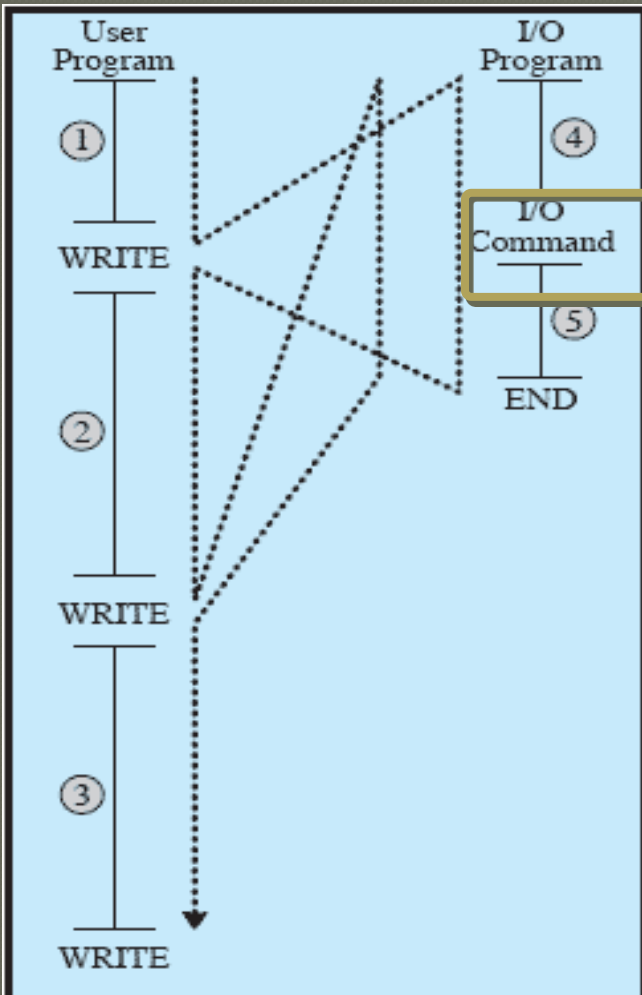 User
Program
1
WRITE
2
WRITE
3
WRITE
I/O
Program
4
I/O
Command
5
END